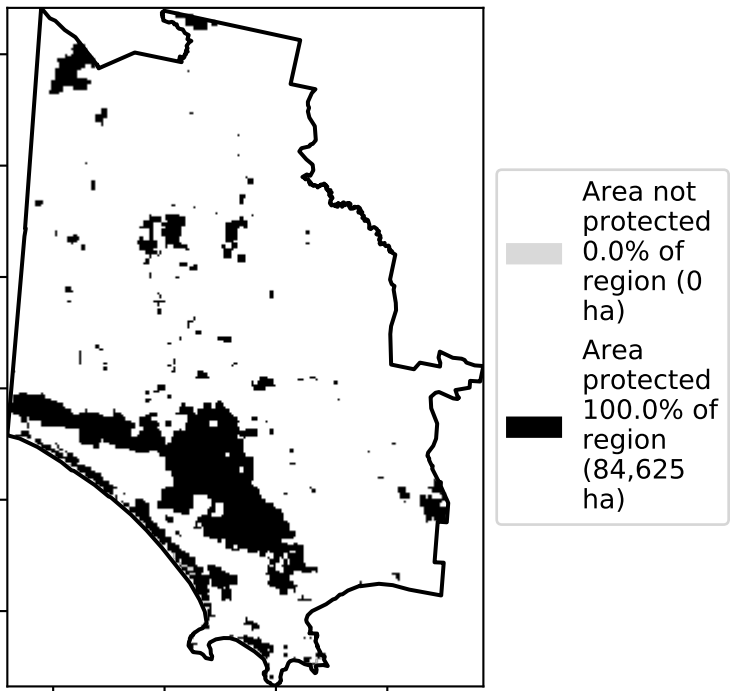 Area not
protected
0.0% of
region (0
ha)
Area
protected
100.0% of
region
(84,625
ha)